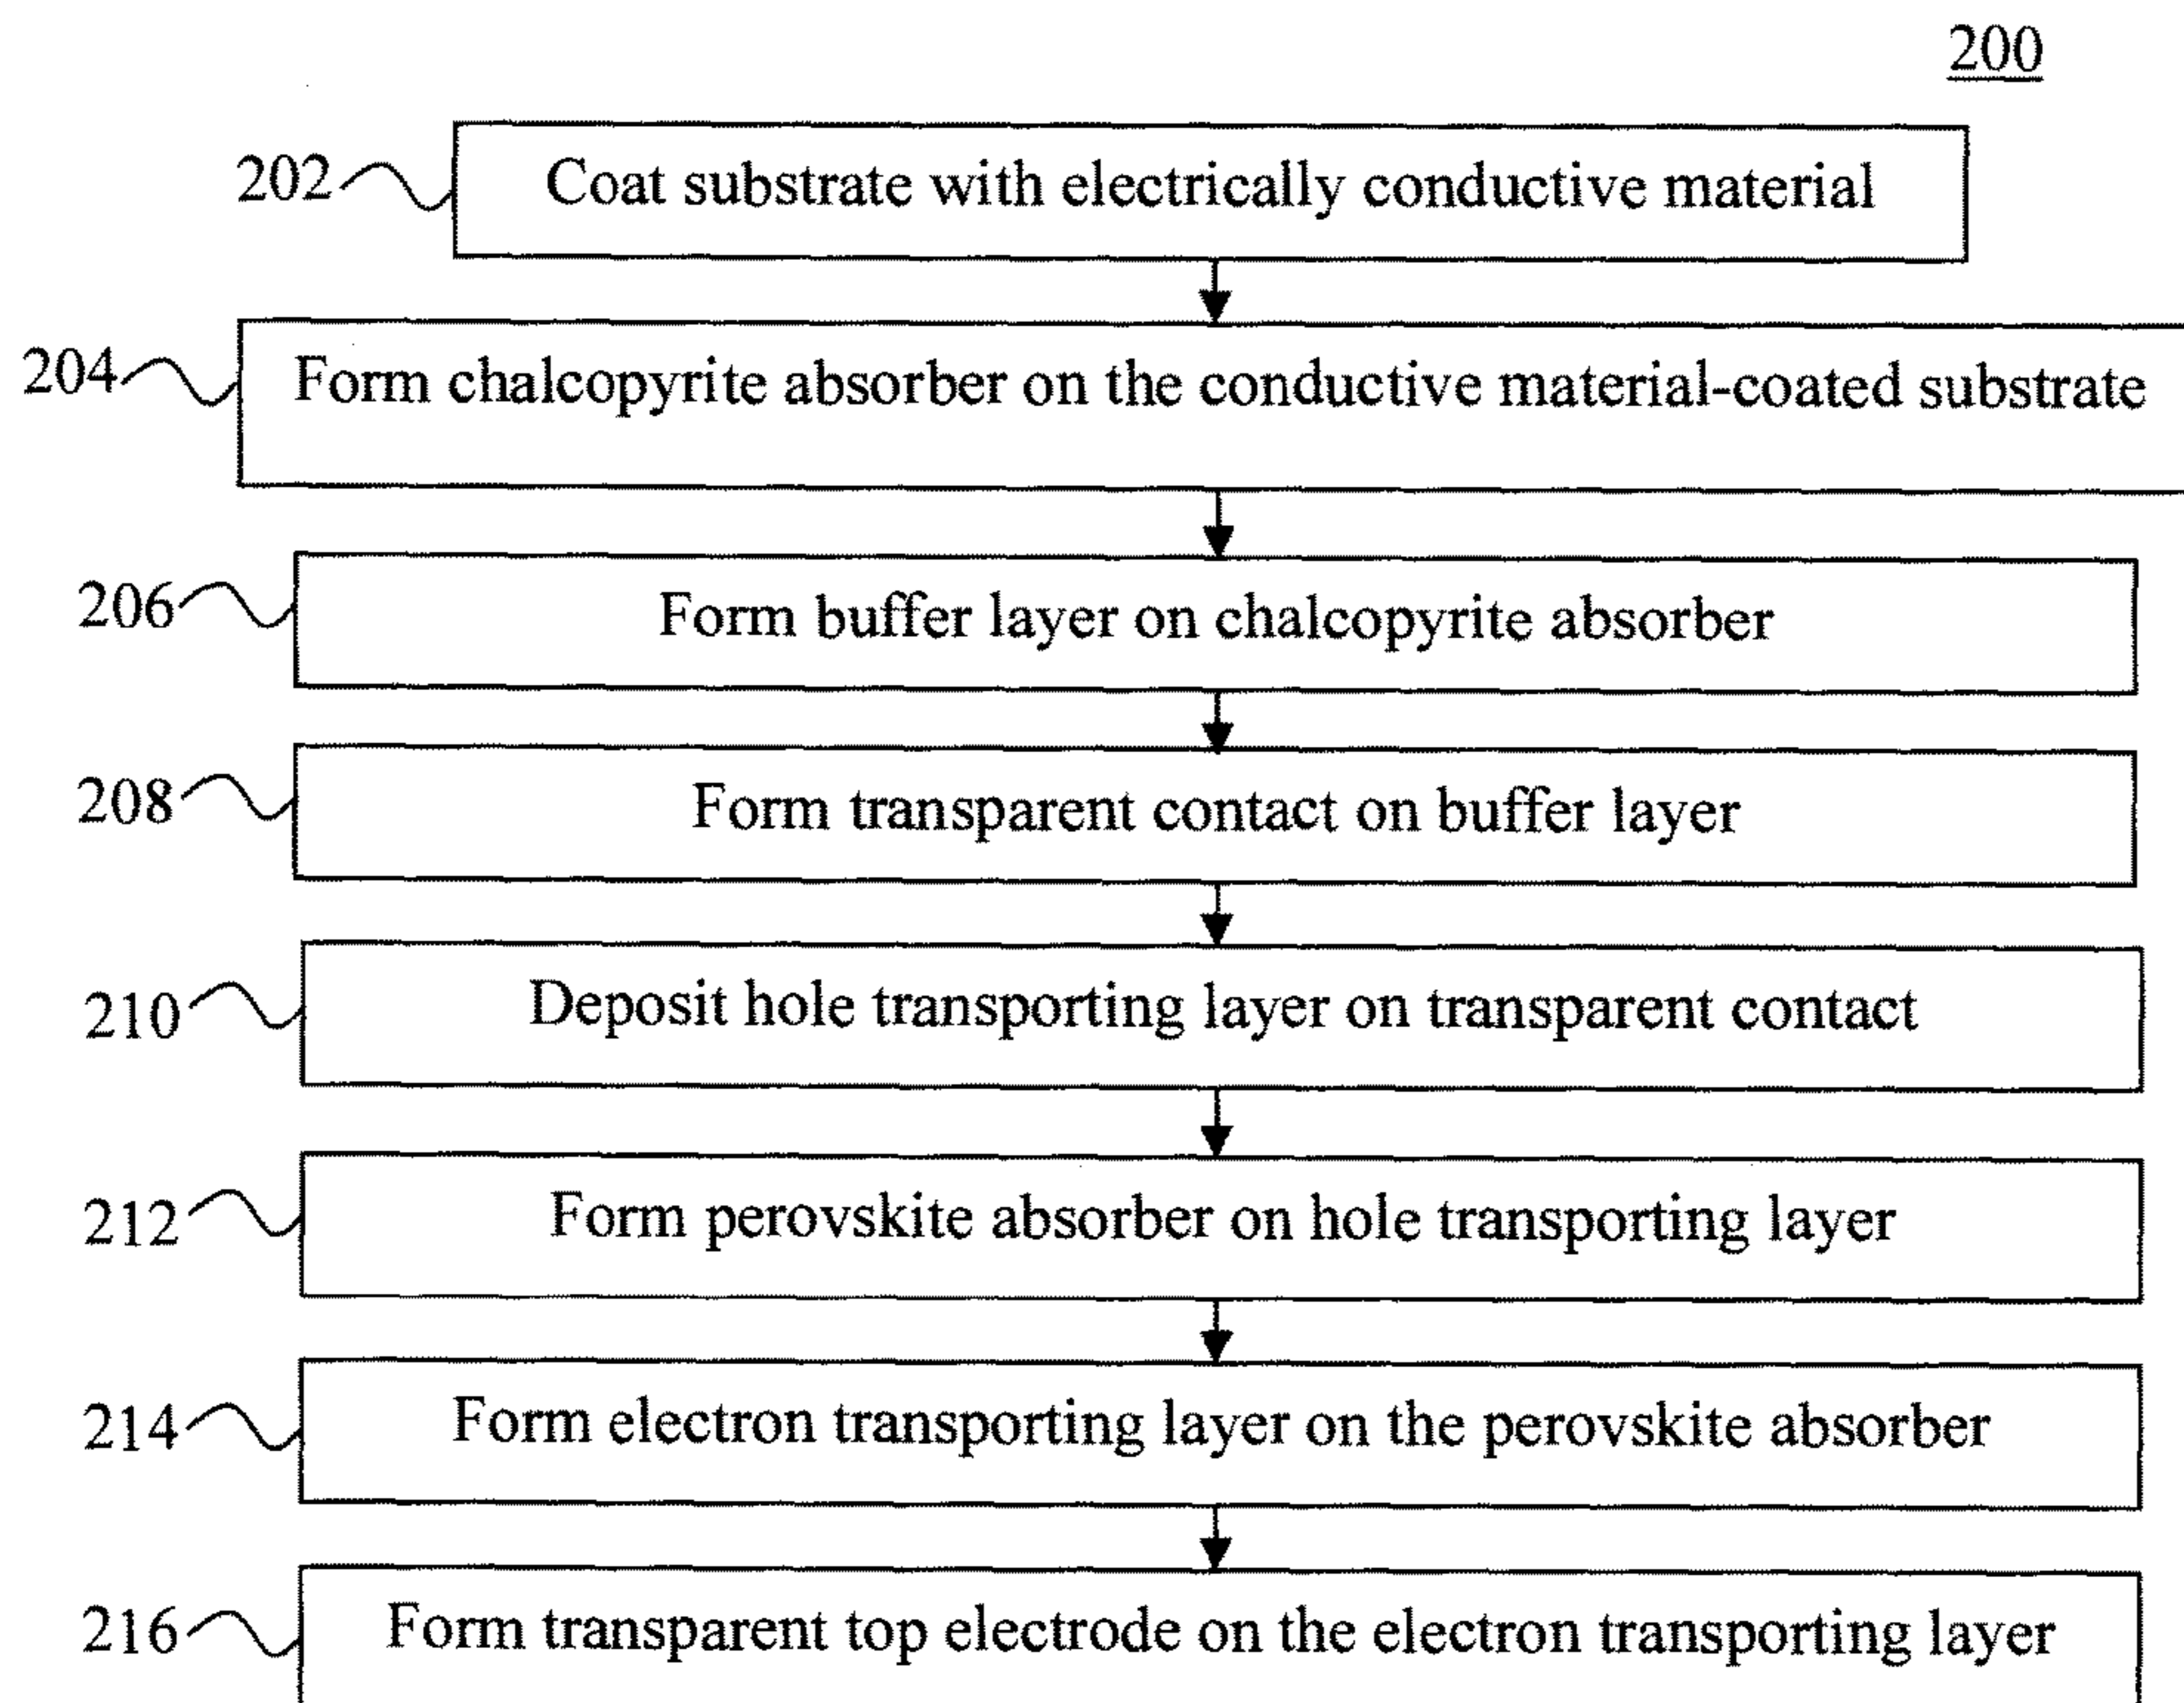 200
202 Coat substrate with electrically conductive material
204 Form chalcopyrite absorber on the conductive material-coated substrate
206 Form buffer layer on chalcopyrite absorber
208 Form transparent contact on buffer layer
210 Deposit hole transporting layer on transparent contact
212 Form perovskite absorber on hole transporting layer
214 Form electron transporting layer on the perovskite absorber
216 Form transparent top electrode on the electron transporting layer